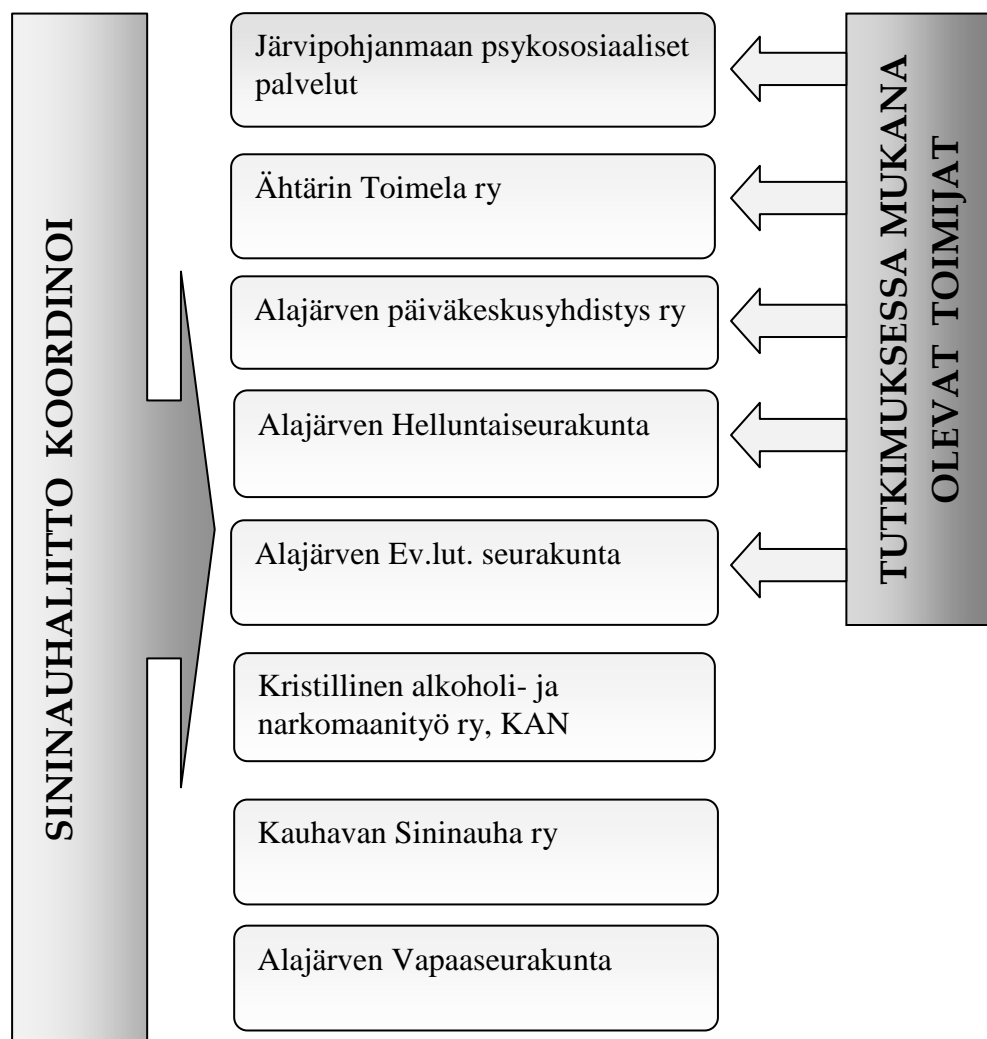 SININAUHALIITTO KOORDINOI
Järvipohjanmaan psykososiaaliset
palvelut
Ähtärin Toimela ry
Alajärven päiväkeskusyhdistys ry
Alajärven Helluntaiseurakunta
Alajärven Ev.lut. seurakunta
Kristillinen alkoholi- ja
narkomaanityö ry, KAN
Kauhavan Sininauha ry
Alajärven Vapaaseurakunta
TUTKIMUKSESSA MUKANA
OLEVAT TOIMIJAT